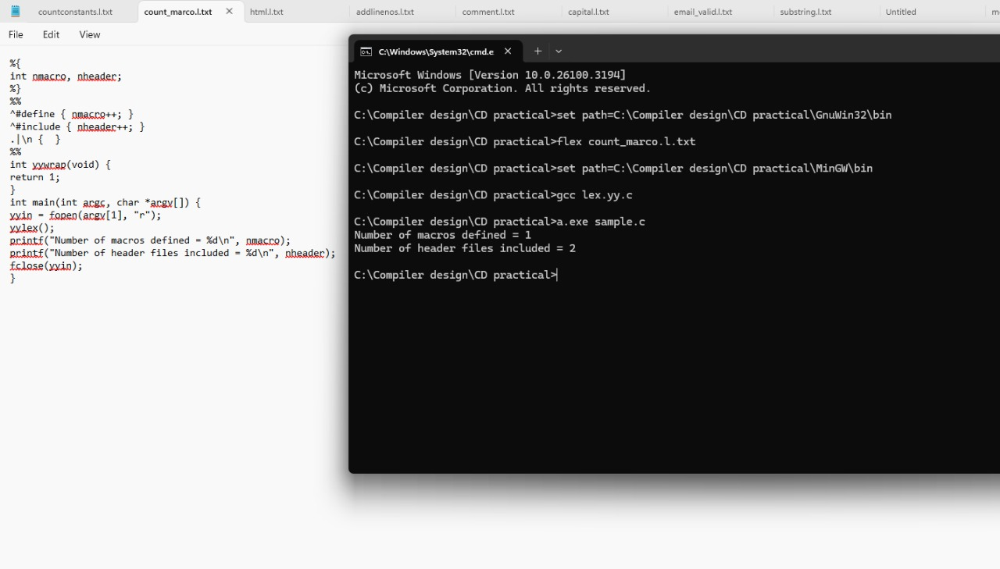 countconstants.l.txt
count_marco.l.txt
html.l.txt
addlinenos.l.txt
comment.l.txt
capital.l.txt
email_valid.l.txt
substring.l.txt
Untitled
File Edit View
%{
int nmacro, nheader;
%}
%%
^#define { nmacro++; }
^#include { nheader++; }
.|\n {  }
%%
int yywrap(void) {
return 1;
}
int main(int argc, char *argv[]) {
yyin = fopen(argv[1], "r");
yylex();
printf("Number of macros defined = %d\n", nmacro);
printf("Number of header files included = %d\n", nheader);
fclose(yyin);
}
C:\Windows\System32\cmd.e
Microsoft Windows [Version 10.0.26100.3194]
(c) Microsoft Corporation. All rights reserved.
C:\Compiler design\CD practical>set path=C:\Compiler design\CD practical\GnuWin32\bin
C:\Compiler design\CD practical>flex count_marco.l.txt
C:\Compiler design\CD practical>set path=C:\Compiler design\CD practical\MinGW\bin
C:\Compiler design\CD practical>gcc lex.yy.c
C:\Compiler design\CD practical>a.exe sample.c
Number of macros defined = 1
Number of header files included = 2
C:\Compiler design\CD practical>